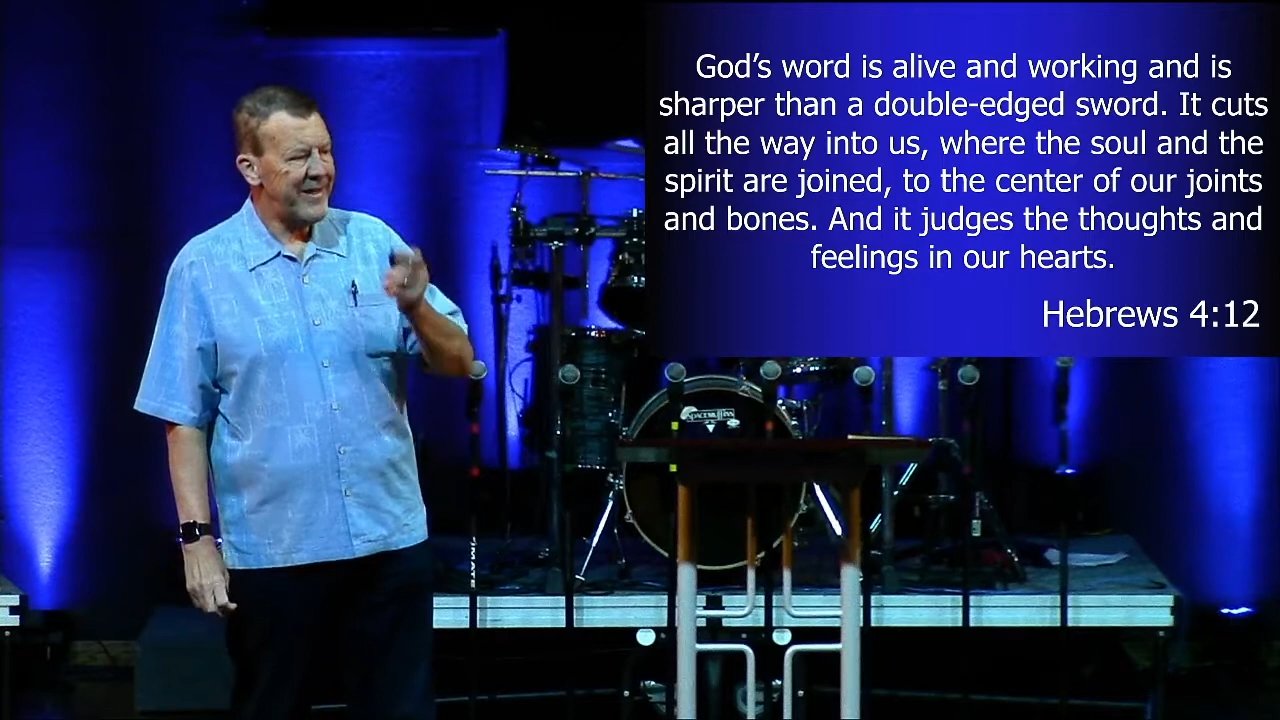 God’s word is alive and working and is
sharper than a double-edged sword. It cuts
all the way into us, where the soul and the
spirit are joined, to the center of our joints
and bones. And it judges the thoughts and
feelings in our hearts.
Hebrews 4:12
SPACEMUFFINS